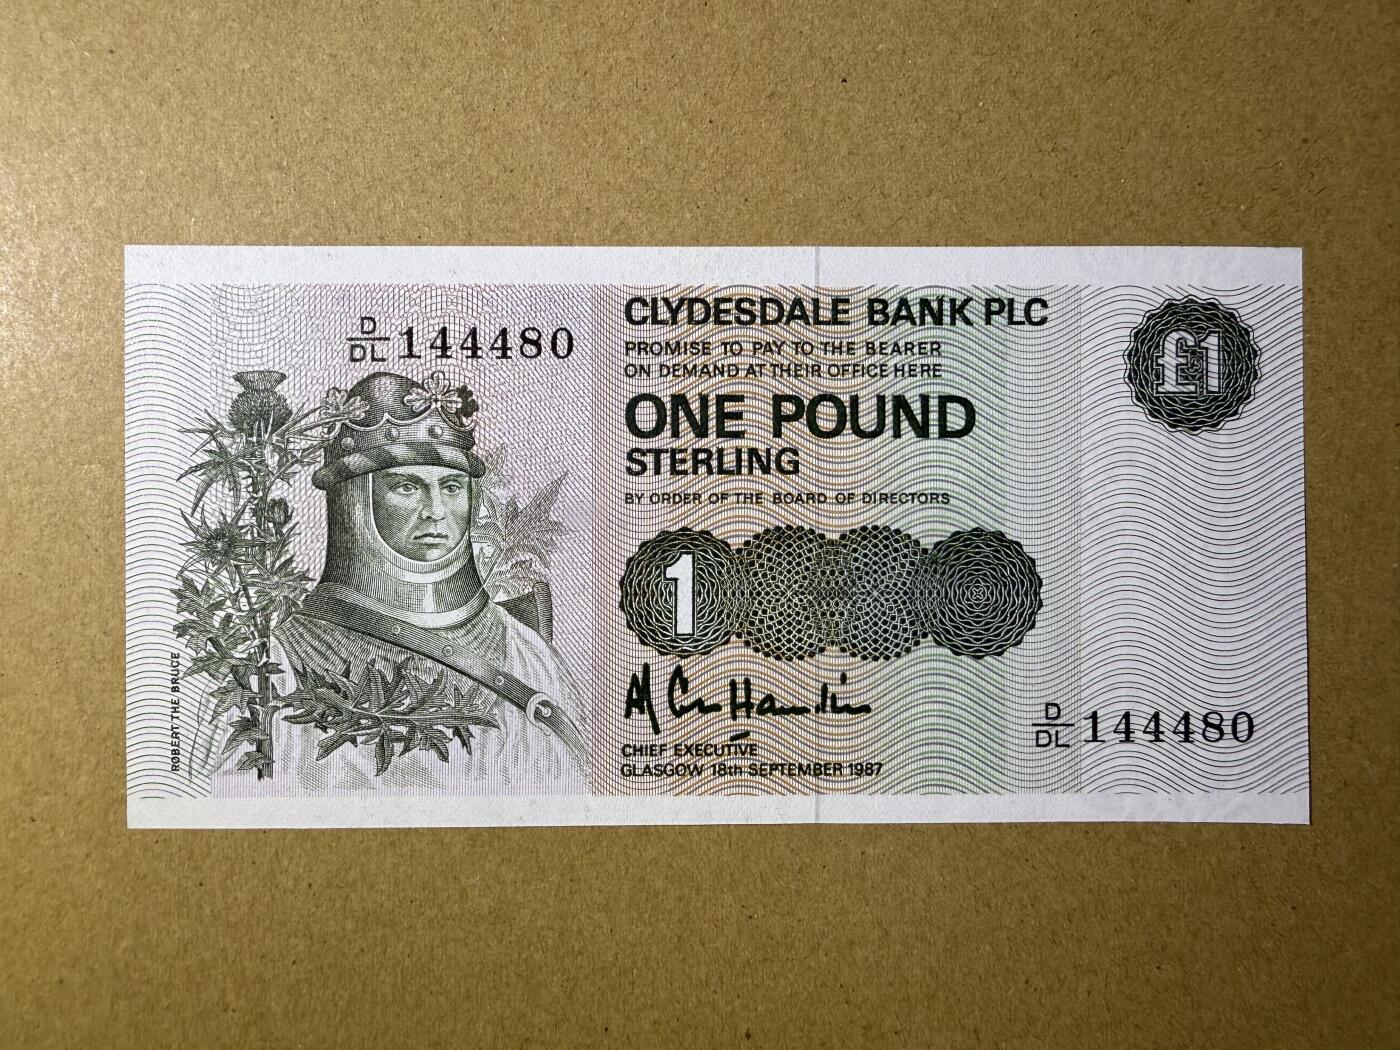 D/DL 144480
CLYDESDALE BANK PLC
PROMISE TO PAY TO THE BEARER
ON DEMAND AT THEIR OFFICE HERE
ONE POUND
STERLING
BY ORDER OF THE BOARD OF DIRECTORS
£1
1
CHIEF EXECUTIVE
GLASGOW 18th SEPTEMBER 1987
D/DL 144480
ROBERT THE BRUCE